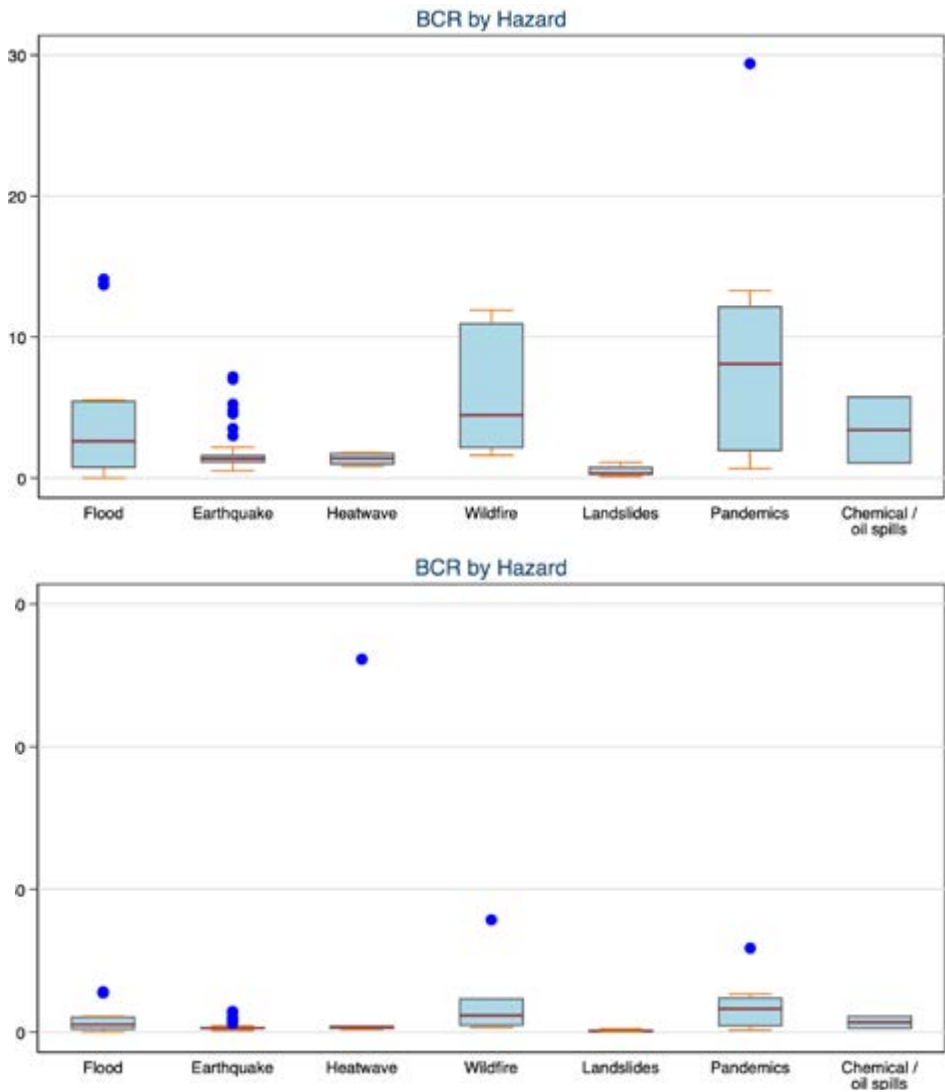 BCR by Hazard
30
20
10
0
Flood Earthquake Heatwave Wildfire Landslides Pandemics Chemical /
oil spills
BCR by Hazard
0
0
0
0
Flood Earthquake Heatwave Wildfire Landslides Pandemics Chemical /
oil spills